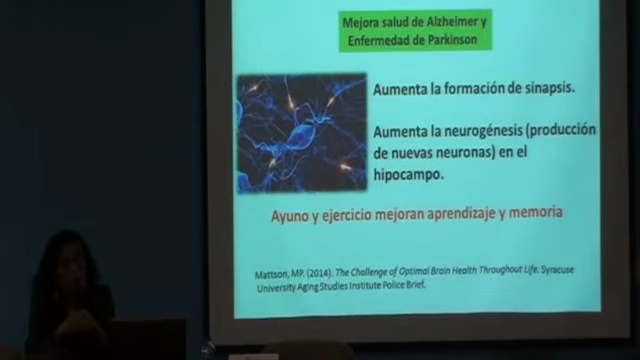 Mejora salud de Alzheimer y
Enfermedad de Parkinson
Aumenta la formación de sinapsis.
Aumenta la neurogénesis (producción
de nuevas neuronas) en el
hipocampo.
Ayuno y ejercicio mejoran aprendizaje y memoria
Mattson, MP. (2014). The Challenge of Optimal Brain Health Throughout Life. Syracuse
University Aging Studies Institute Police Brief.